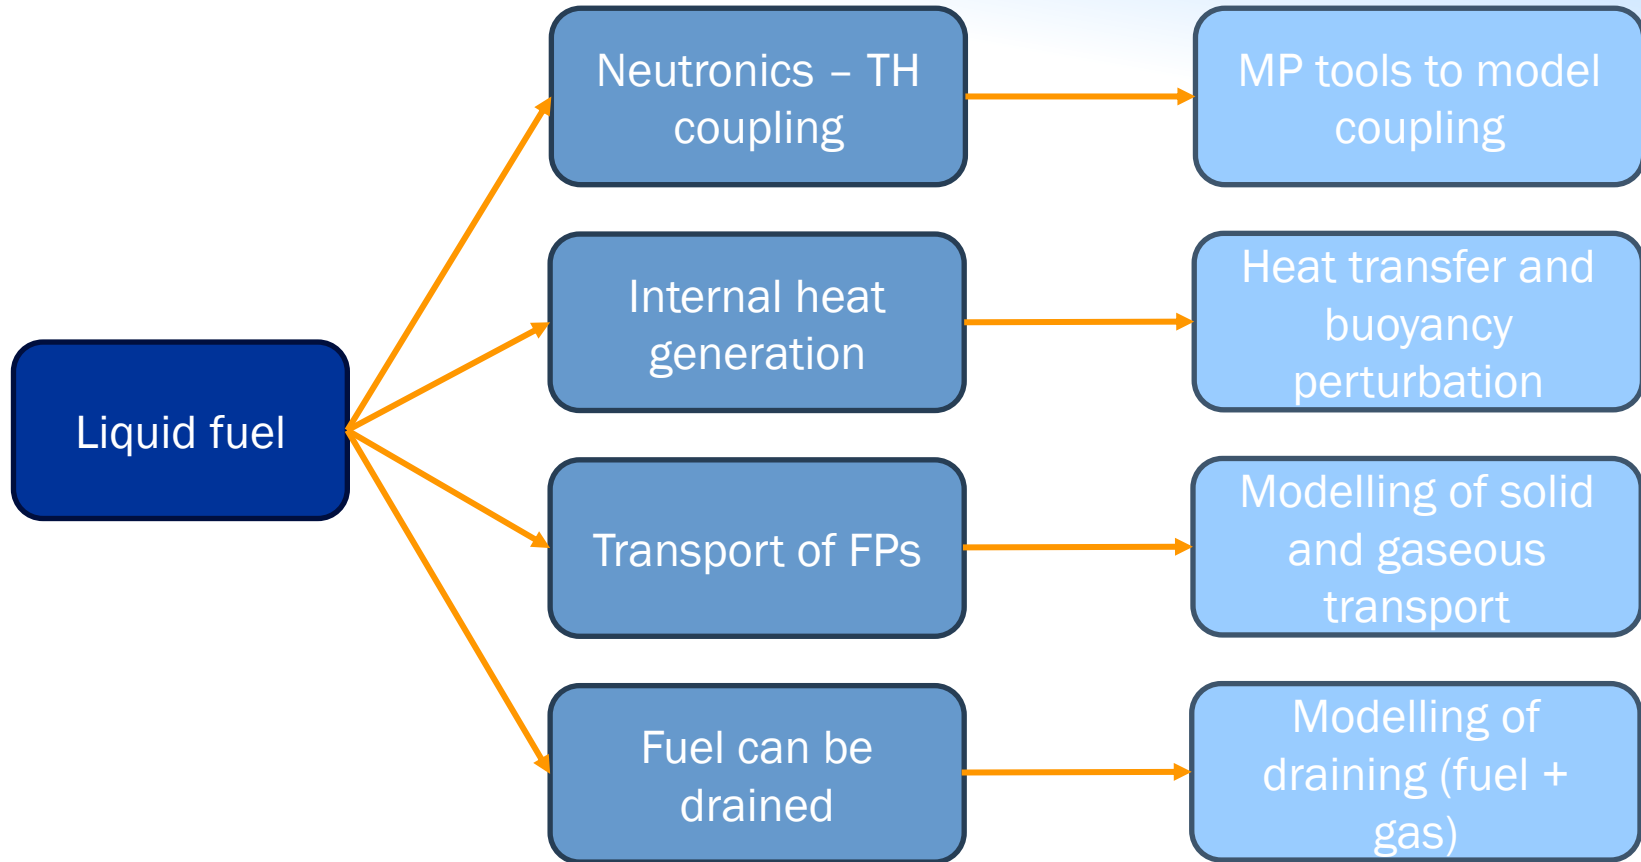 Neutronics – TH
coupling
MP tools to model
coupling
Internal heat
generation
Heat transfer and
buoyancy
perturbation
Liquid fuel
Transport of FPs
Modelling of solid
and gaseous
transport
Fuel can be
drained
Modelling of
draining (fuel +
gas)